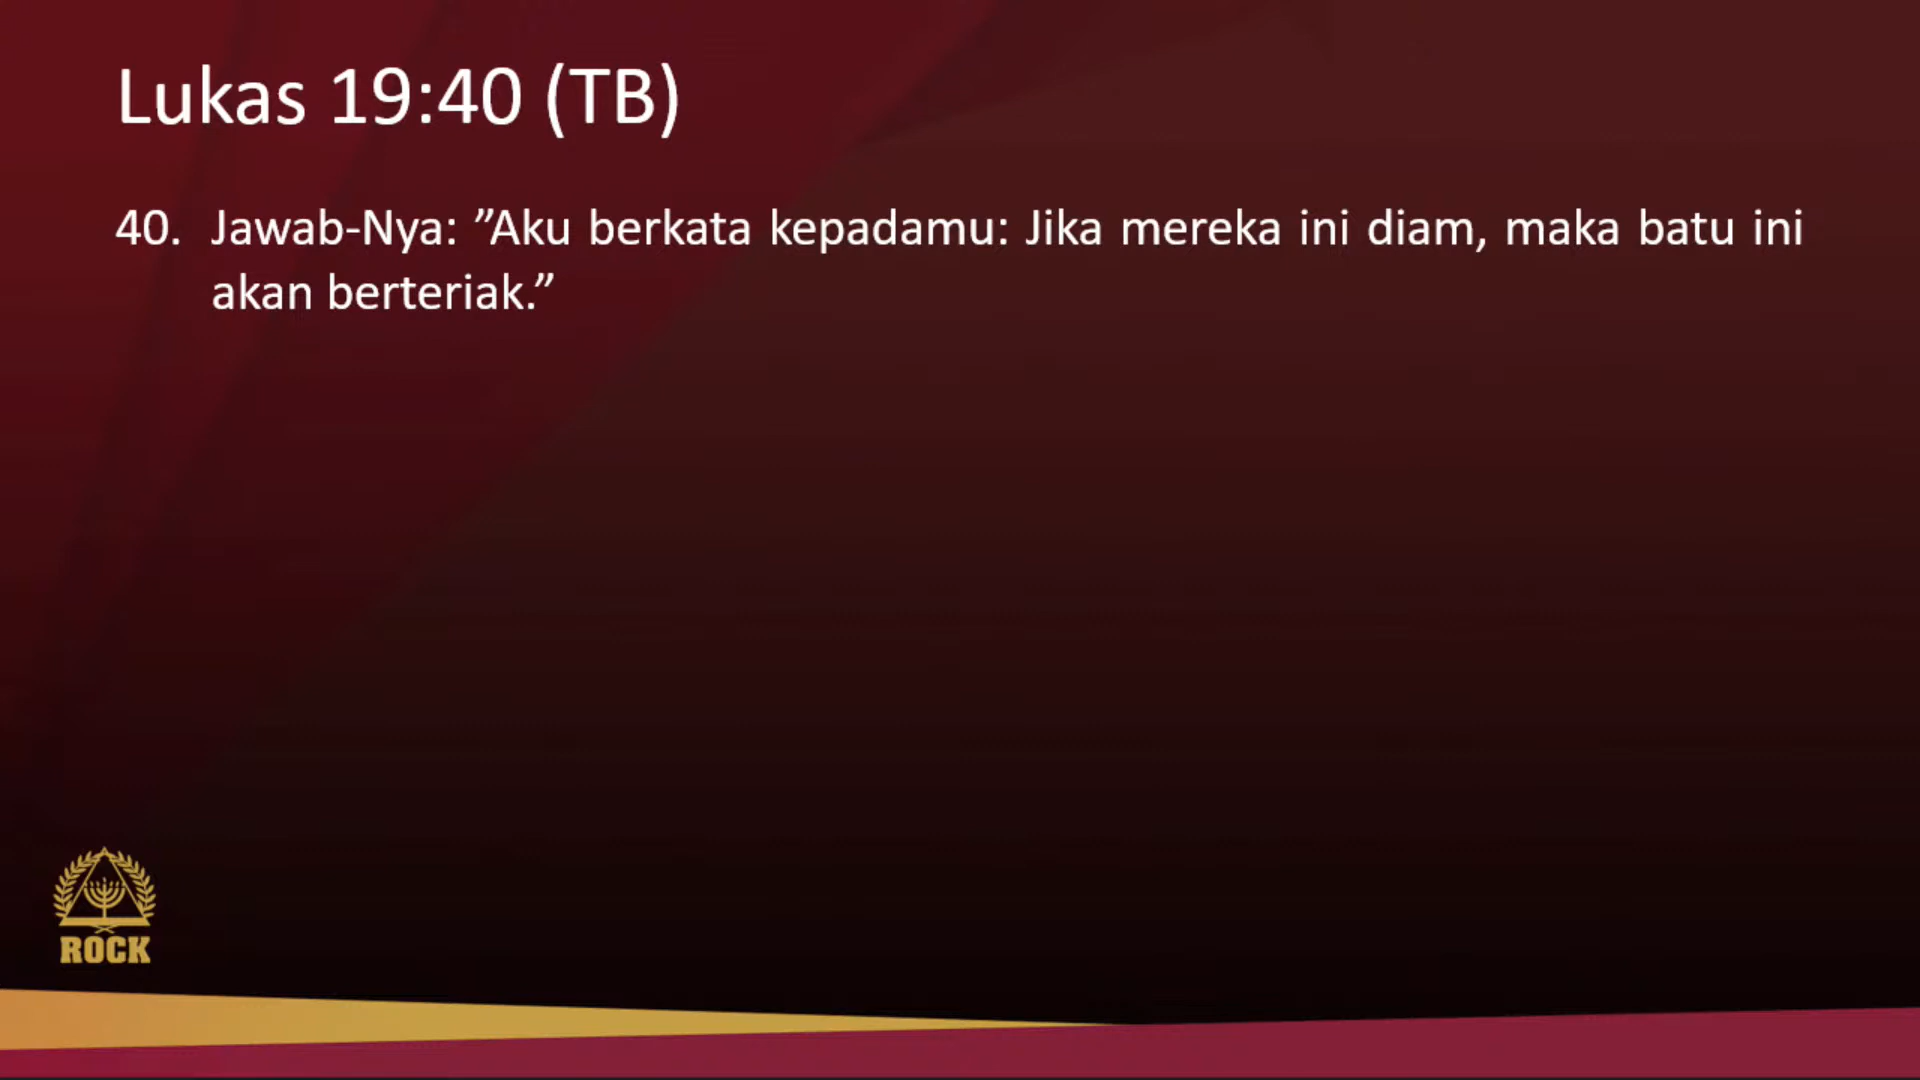 Lukas 19:40 (TB)
40. Jawab-Nya: ”Aku berkata kepadamu: Jika mereka ini diam, maka batu ini
akan berteriak.”
ROCK